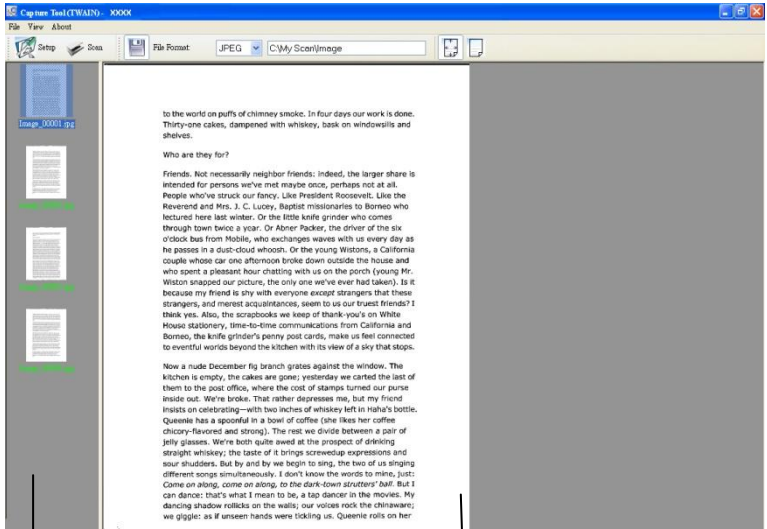 Capture Tool (TWAIN) - XXXX
File View About
Setup Scan File Format: JPEG C:\My Scan\Image
Image_00001.jpg
to the world on puffs of chimney smoke. In four days our work is done.
Thirty-one cakes, dampened with whiskey, bask on windowsills and
shelves.
Who are they for?
Friends. Not necessarily neighbor friends: indeed, the larger share is
intended for persons we've met maybe once, perhaps not at all.
People who've struck our fancy. Like President Roosevelt. Like the
Reverend and Mrs. J. C. Lucey, Baptist missionaries to Borneo who
lectured here last winter. Or the little knife grinder who comes
through town twice a year. Or Abner Packer, the driver of the six
o'clock bus from Mobile, who exchanges waves with us every day as
he passes in a dust-cloud whoosh. Or the young Wistons, a California
couple whose car one afternoon broke down outside the house and
who spent a pleasant hour chatting with us on the porch (young Mr.
Wiston snapped our picture, the only one we've ever had taken). Is it
because my friend is shy with everyone except strangers that these
strangers, and merest acquaintances, seem to us our truest friends? I
think yes. Also, the scrapbooks we keep of thank-you's on White
House stationery, time-to-time communications from California and
Borneo, the knife grinder's penny post cards, make us feel connected
to eventful worlds beyond the kitchen with its view of a sky that stops.
Now a nude December fig branch grates against the window. The
kitchen is empty, the cakes are gone; yesterday we carted the last of
them to the post office, where the cost of stamps turned our purse
inside out. We're broke. That rather depresses me, but my friend
insists on celebrating—with two inches of whiskey left in Haha's bottle.
Queenie has a spoonful in a bowl of coffee (she likes her coffee
chicory-flavored and strong). The rest we divide between a pair of
jelly glasses. We're both quite awed at the prospect of drinking
straight whiskey; the taste of it brings screwedup expressions and
sour shudders. But by and by we begin to sing, the two of us singing
different songs simultaneously. I don't know the words to mine, just:
Come on along, come on along, to the dark-town strutters' ball. But I
can dance: that's what I mean to be, a tap dancer in the movies. My
dancing shadow rollicks on the walls; our voices rock the chinaware;
we giggle: as if unseen hands were tickling us. Queenie rolls on her